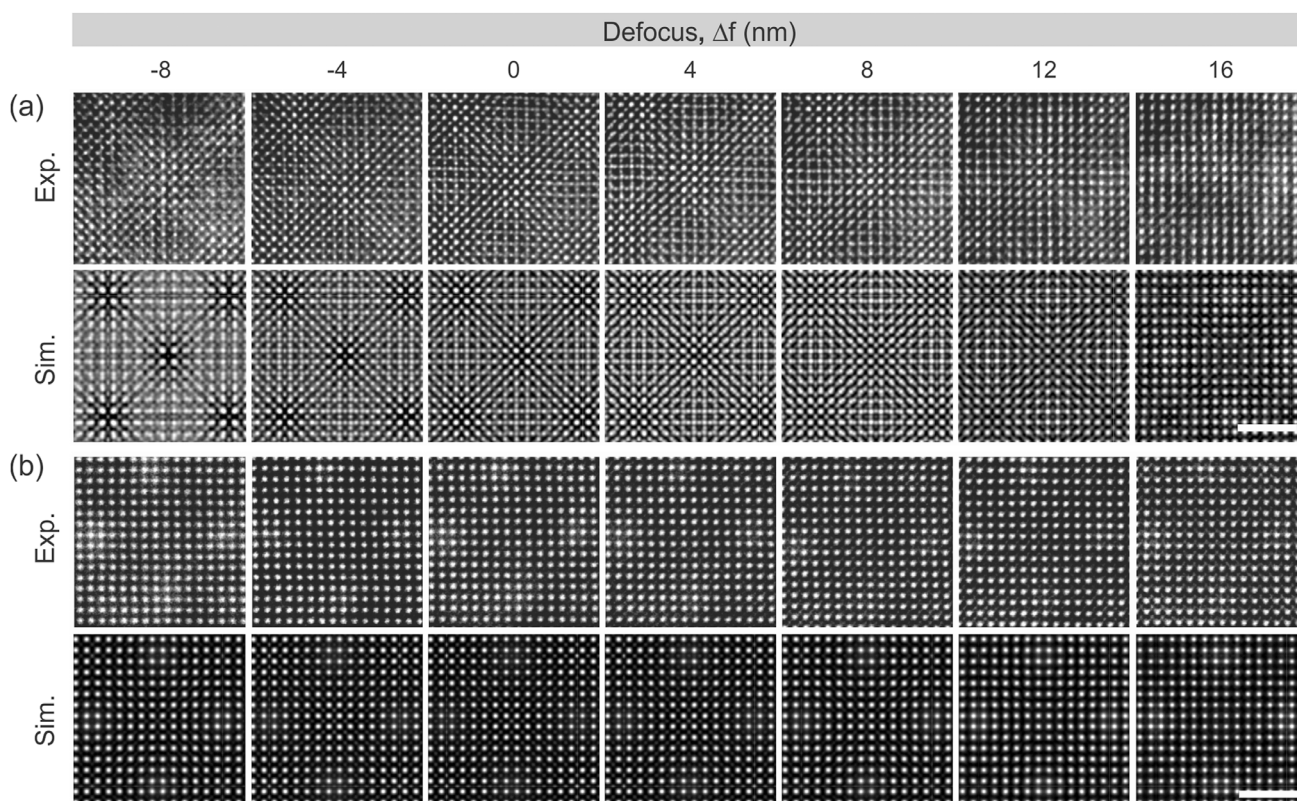 Defocus, Δf (nm)
-8 -4 0 4 8 12 16
(a)
Exp.
Sim.
(b)
Exp.
Sim.